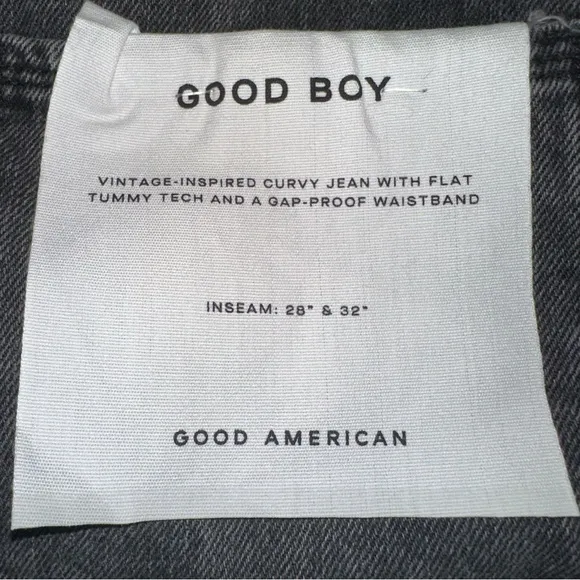 GOOD BOY
VINTAGE-INSPIRED CURVY JEAN WITH FLAT
TUMMY TECH AND A GAP-PROOF WAISTBAND
INSEAM: 28" & 32"
GOOD AMERICAN